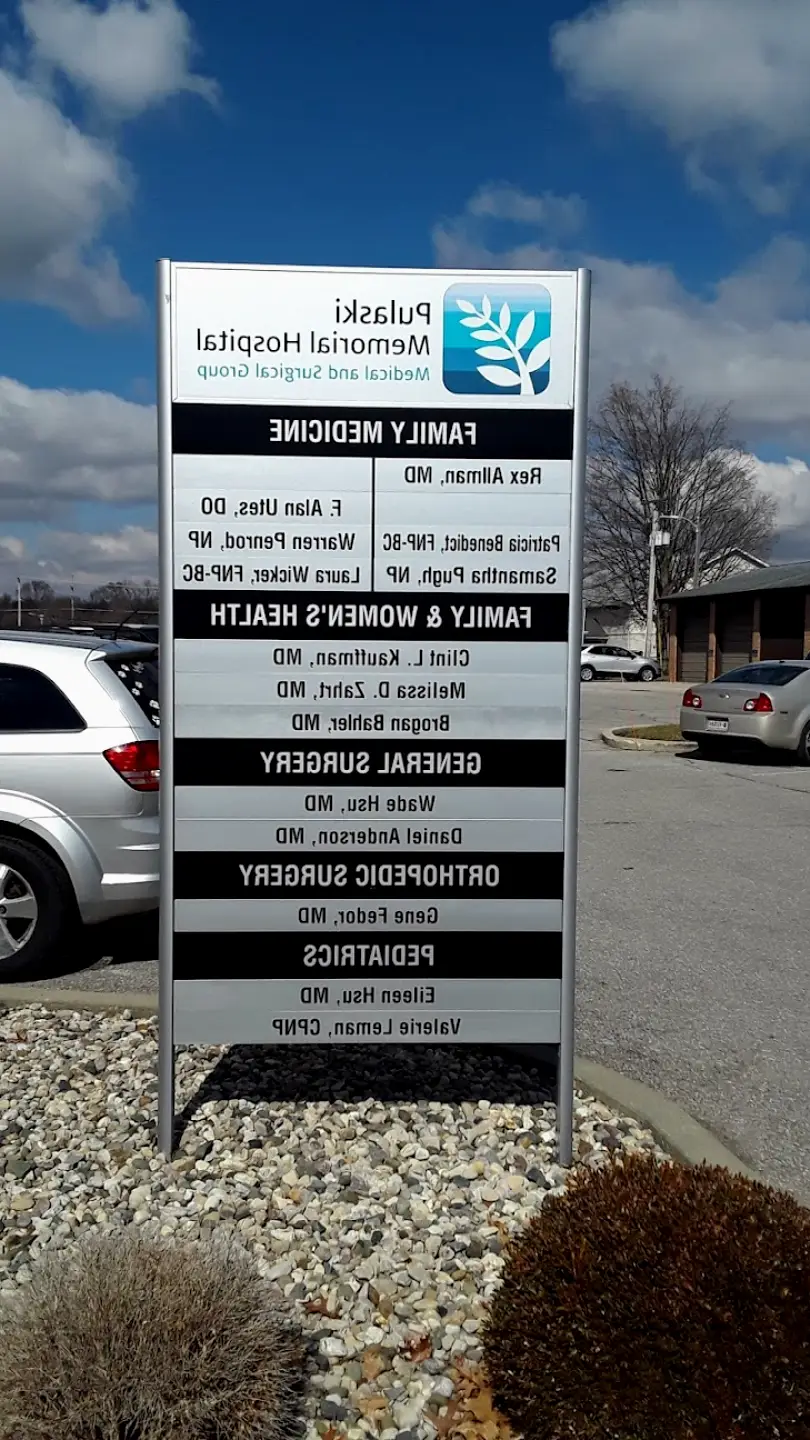 Pulaski
Memorial Hospital
Medical and Surgical Group
FAMILY MEDICINE
Rex Allman, MD
F. Alan Utes, DO
Patricia Benedict, FNP-BC Warren Penrod, NP
Samantha Pugh, NP Laura Wicker, FNP-BC
FAMILY & WOMEN'S HEALTH
Clint L. Kauffman, MD
Melissa D. Zahrt, MD
Brogan Bahler, MD
GENERAL SURGERY
Wade Hsu, MD
Daniel Anderson, MD
ORTHOPEDIC SURGERY
Gene Fedor, MD
PEDIATRICS
Eileen Hsu, MD
Valerie Leman, CPNP